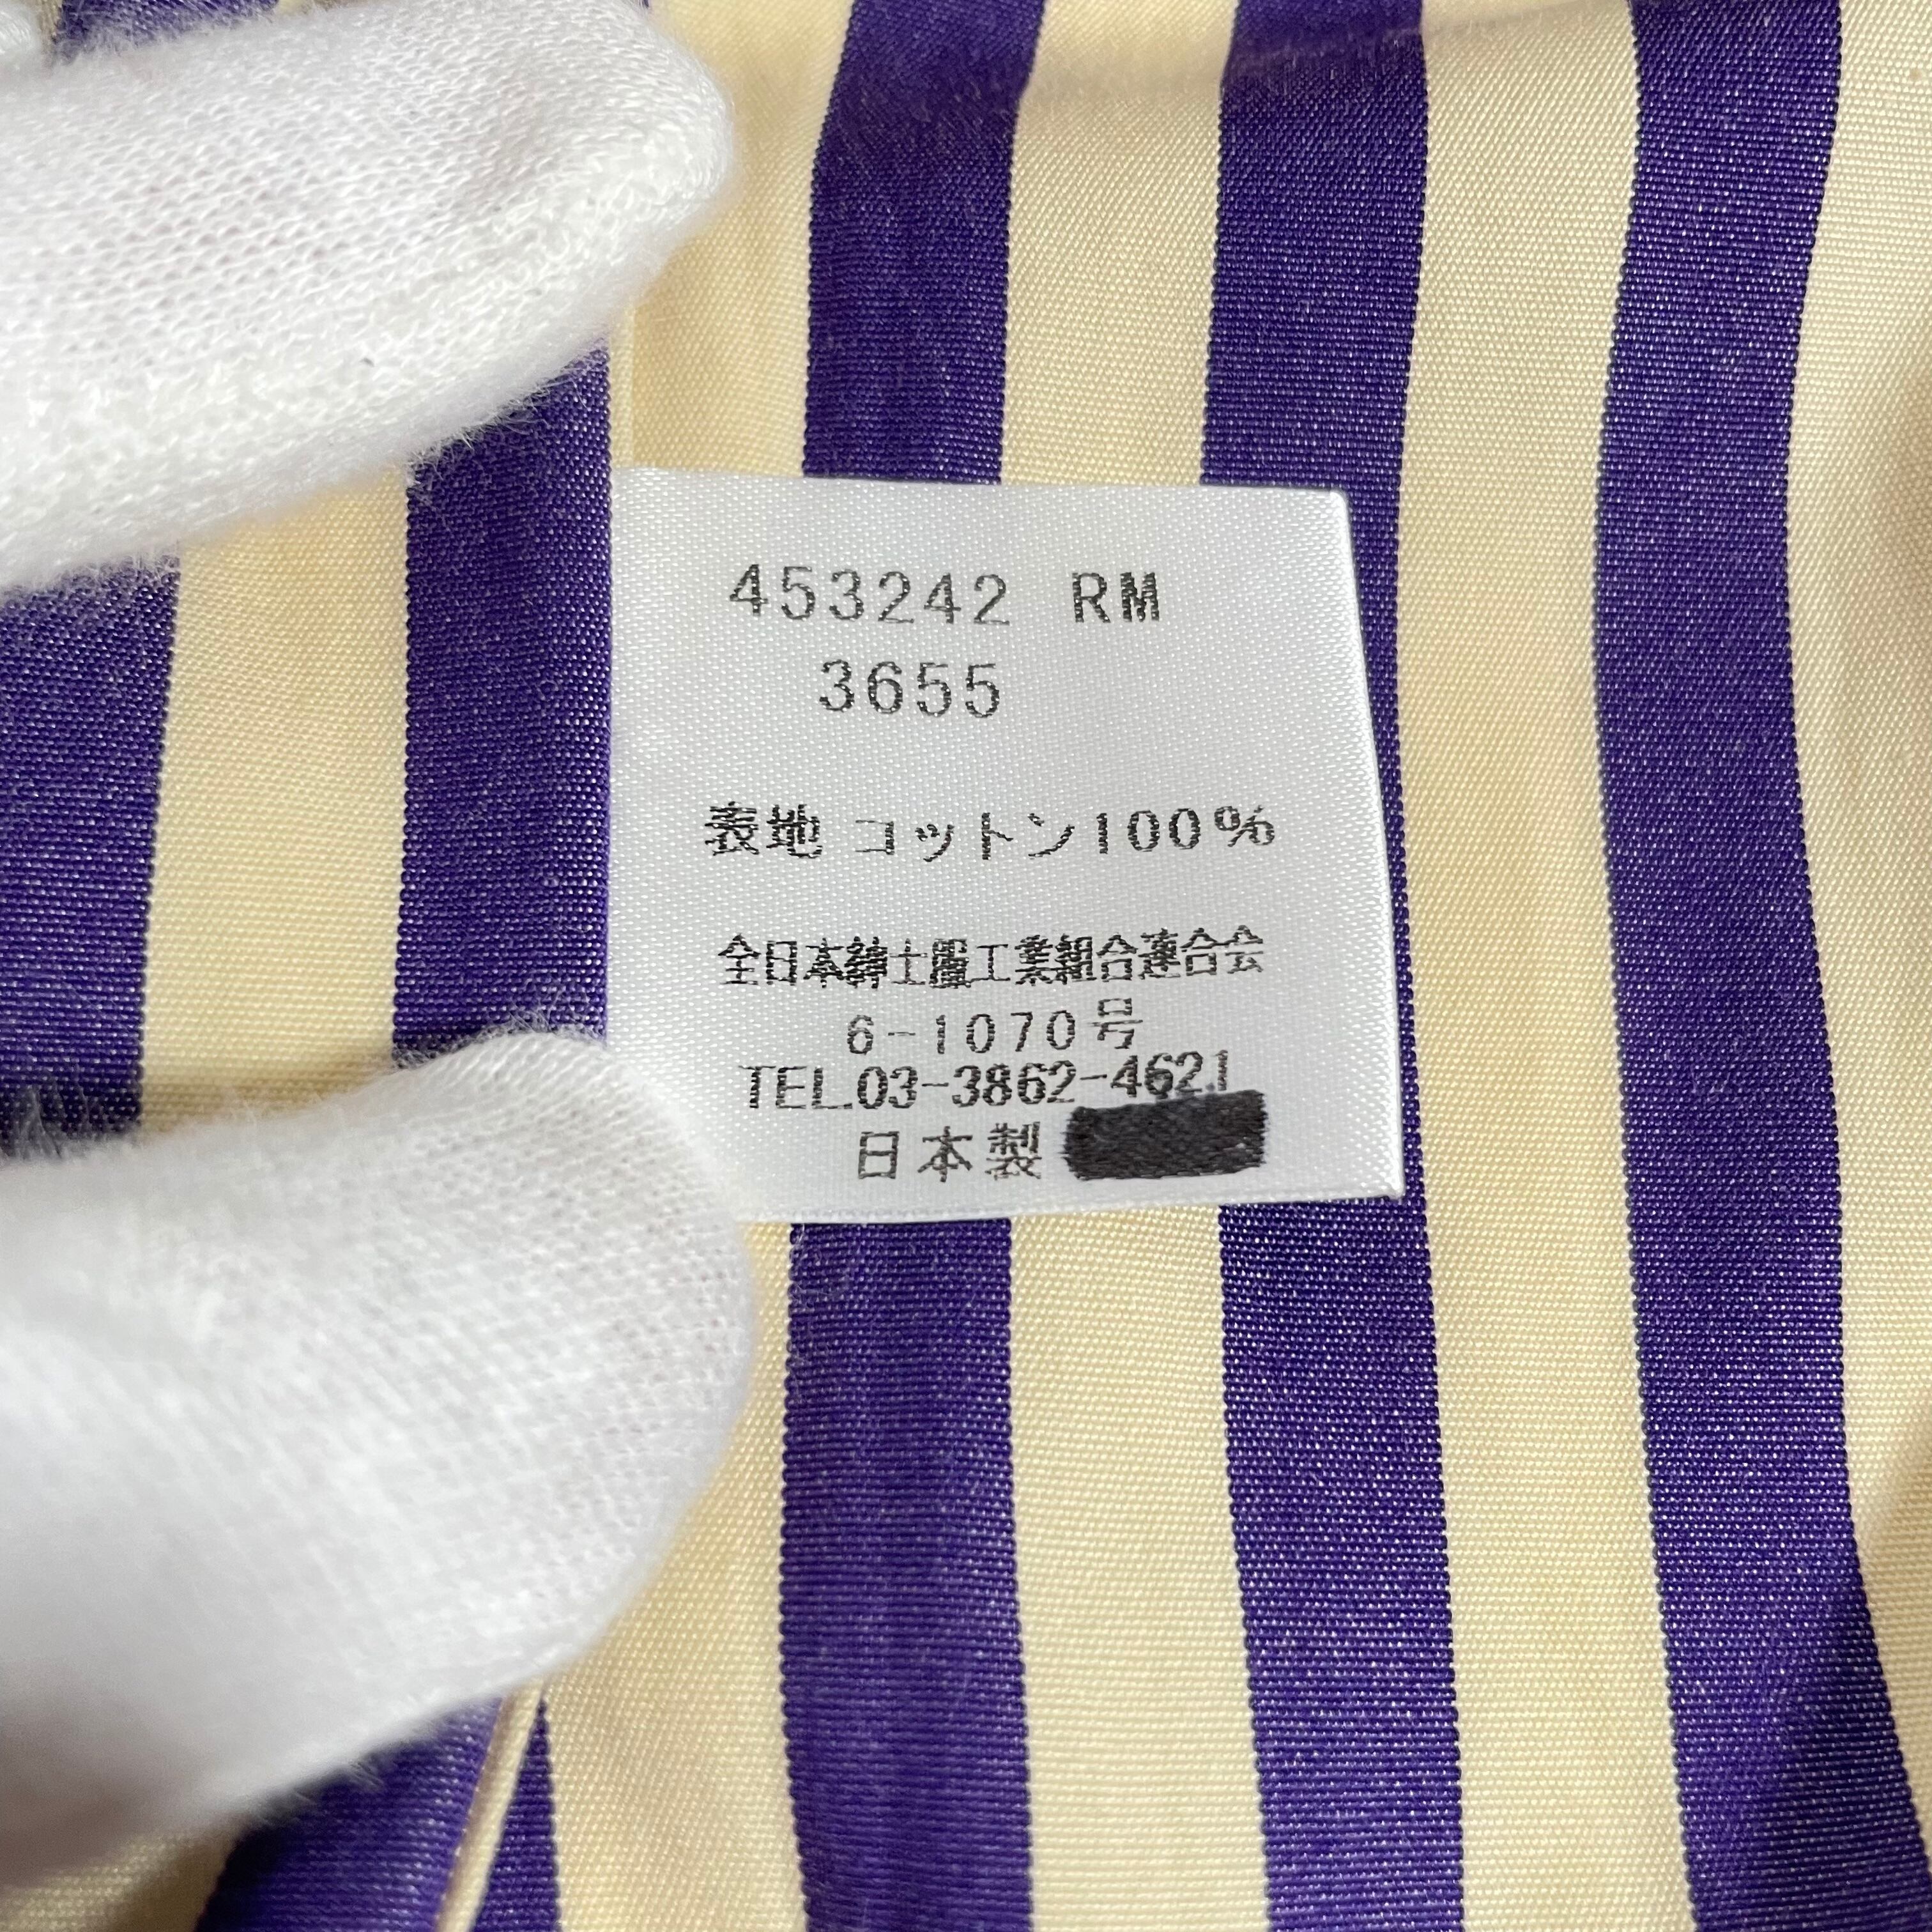 453242 RM
3655
表地 コットン100%
全日本紳士服工業組合連合会
6-1070号
TEL.03-3862-4621
日本製